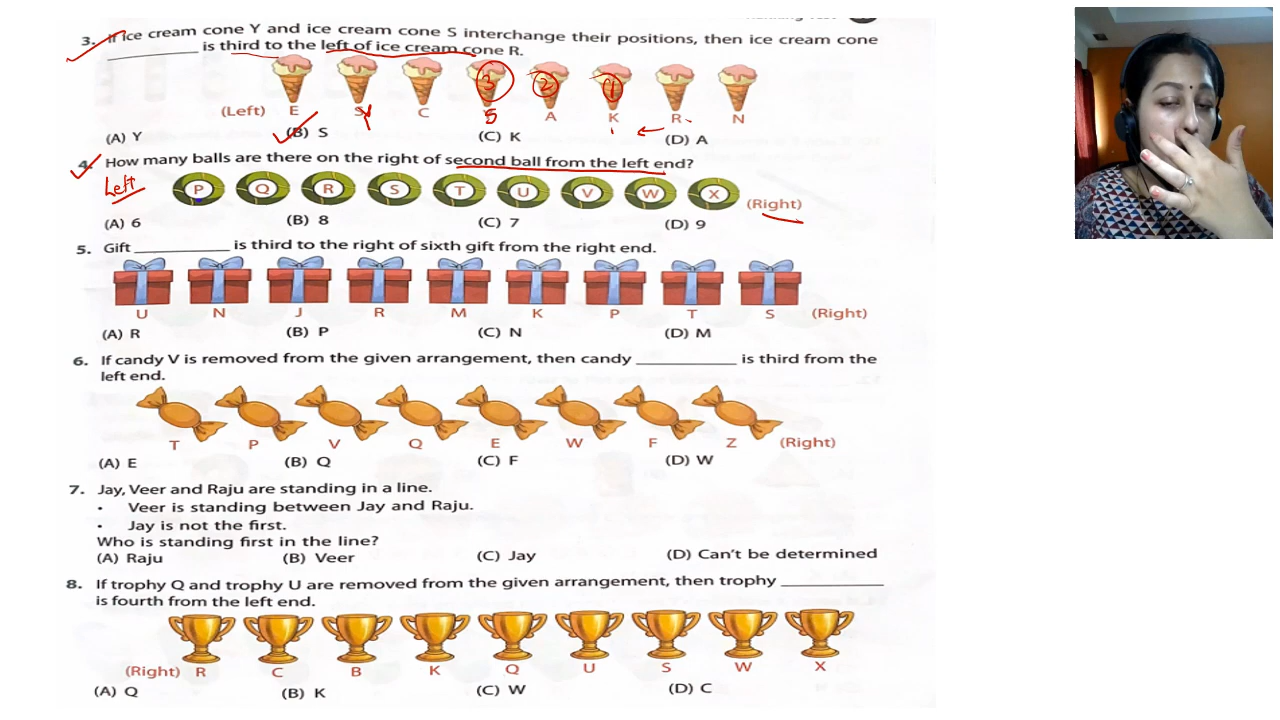 3. If ice cream cone Y and ice cream cone S interchange their positions, then ice cream cone
__________ is third to the left of ice cream cone R.
3 2 1
(Left) E S Y C S A K R N
(A) Y (B) S (C) K (D) A
4. How many balls are there on the right of second ball from the left end?
Left P Q R S T U V W X (Right)
(A) 6 (B) 8 (C) 7 (D) 9
5. Gift __________ is third to the right of sixth gift from the right end.
U N J R M K P T S (Right)
(A) R (B) P (C) N (D) M
6. If candy V is removed from the given arrangement, then candy __________ is third from the
left end.
T P V Q E W F Z (Right)
(A) E (B) Q (C) F (D) W
7. Jay, Veer and Raju are standing in a line.
• Veer is standing between Jay and Raju.
• Jay is not the first.
Who is standing first in the line?
(A) Raju (B) Veer (C) Jay (D) Can't be determined
8. If trophy Q and trophy U are removed from the given arrangement, then trophy __________
is fourth from the left end.
(Right) R C B K Q U S W X
(A) Q (B) K (C) W (D) C